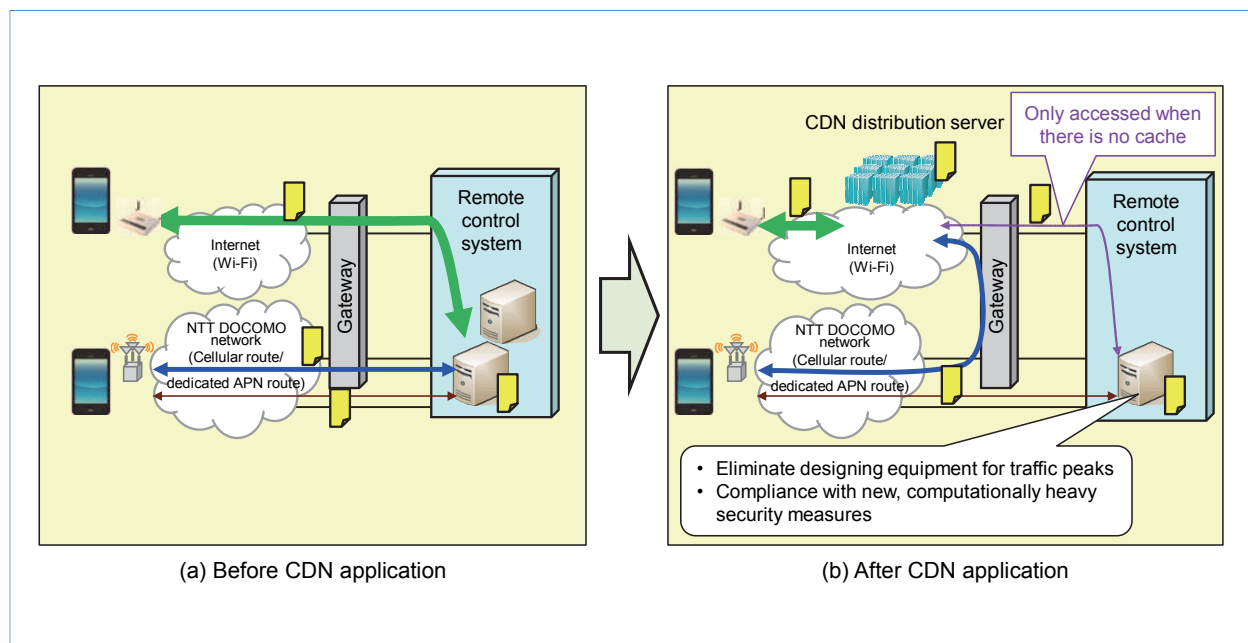 Remote
control
system
Internet
(Wi-Fi)
Gateway
NTT DOCOMO
network
(Cellular route/
dedicated APN route)
(a) Before CDN application
CDN distribution server
Only accessed when
there is no cache
Remote
control
system
Internet
(Wi-Fi)
Gateway
NTT DOCOMO
network
(Cellular route/
dedicated APN route)
• Eliminate designing equipment for traffic peaks
• Compliance with new, computationally heavy
security measures
(b) After CDN application